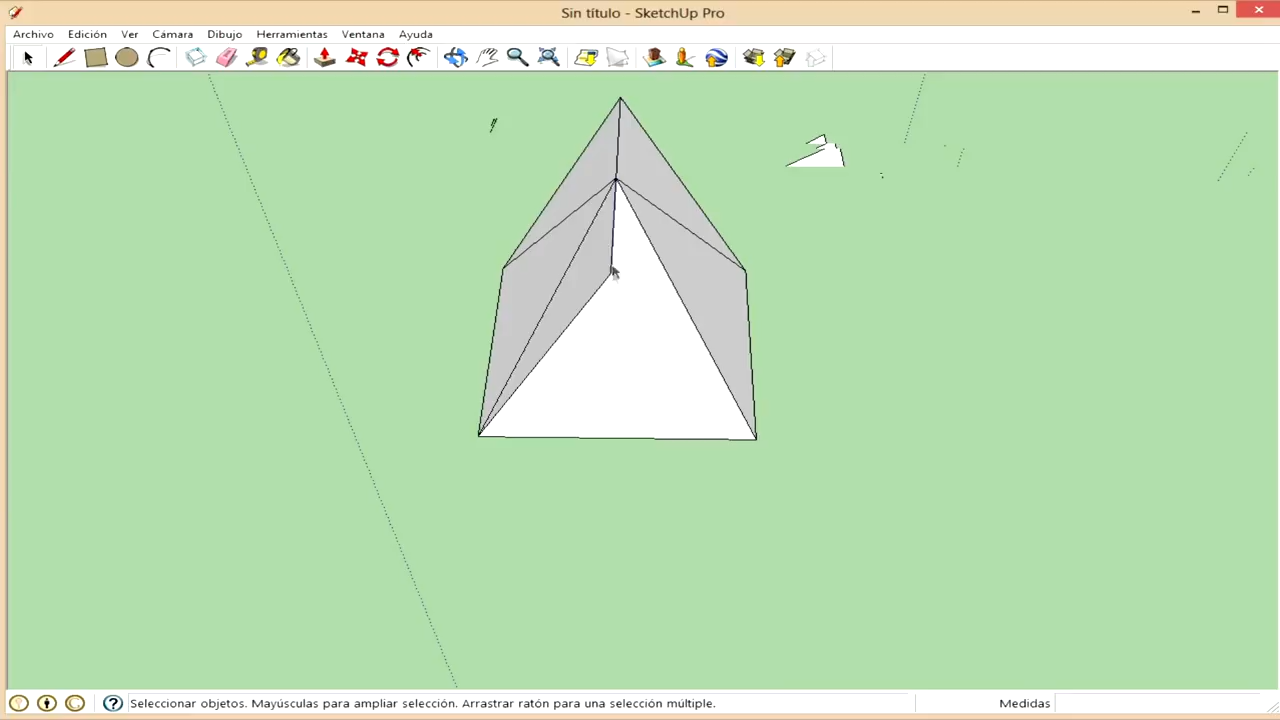 Sin título - SketchUp Pro
Archivo Edición Ver Cámara Dibujo Herramientas Ventana Ayuda
Seleccionar objetos. Mayúsculas para ampliar selección. Arrastrar ratón para una selección múltiple. Medidas